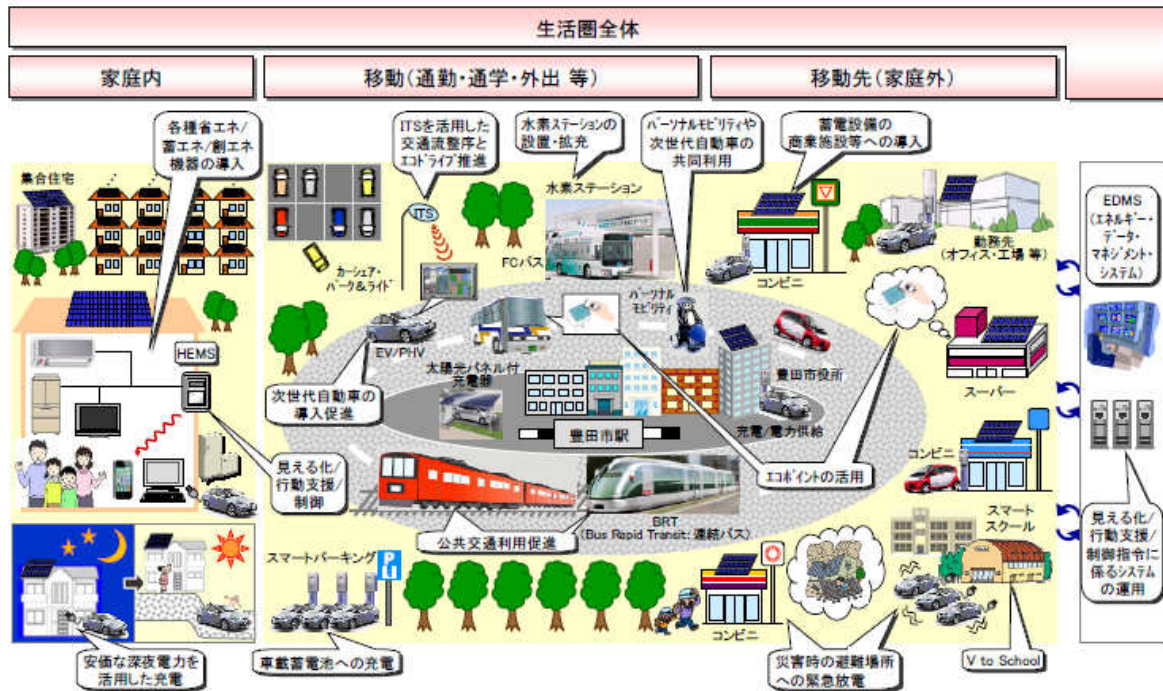 生活圏全体
家庭内
移動(通勤・通学・外出 等)
移動先(家庭外)
各種省エネ/
蓄エネ/創エネ
機器の導入
ITSを活用した
交通流整序と
エコドライブ推進
水素ステーションの
設置・拡充
パーソナルモビリティや
次世代自動車の
共同利用
蓄電設備の
商業施設等への導入
集合住宅
ITS
水素ステーション
FCバス
カーシェア・
パーク&ライド
パーソナル
モビリティ
コンビニ
勤務先
(オフィス・工場 等)
EDMS
(エネルギー・
データ・
マネジメント・
システム)
HEMS
EV/PHV
太陽光パネル付
充電器
次世代自動車の
導入促進
豊田市役所
充電/電力供給
豊田市駅
スーパー
見える化/
行動支援/
制御
エコポイントの活用
コンビニ
公共交通利用促進
BRT
(Bus Rapid Transit:連結バス)
スマート
スクール
見える化/
行動支援/
制御指令に
係るシステム
の運用
スマートパーキング
P
コンビニ
安価な深夜電力を
活用した充電
車載蓄電池への充電
災害時の避難場所
への緊急放電
V to School